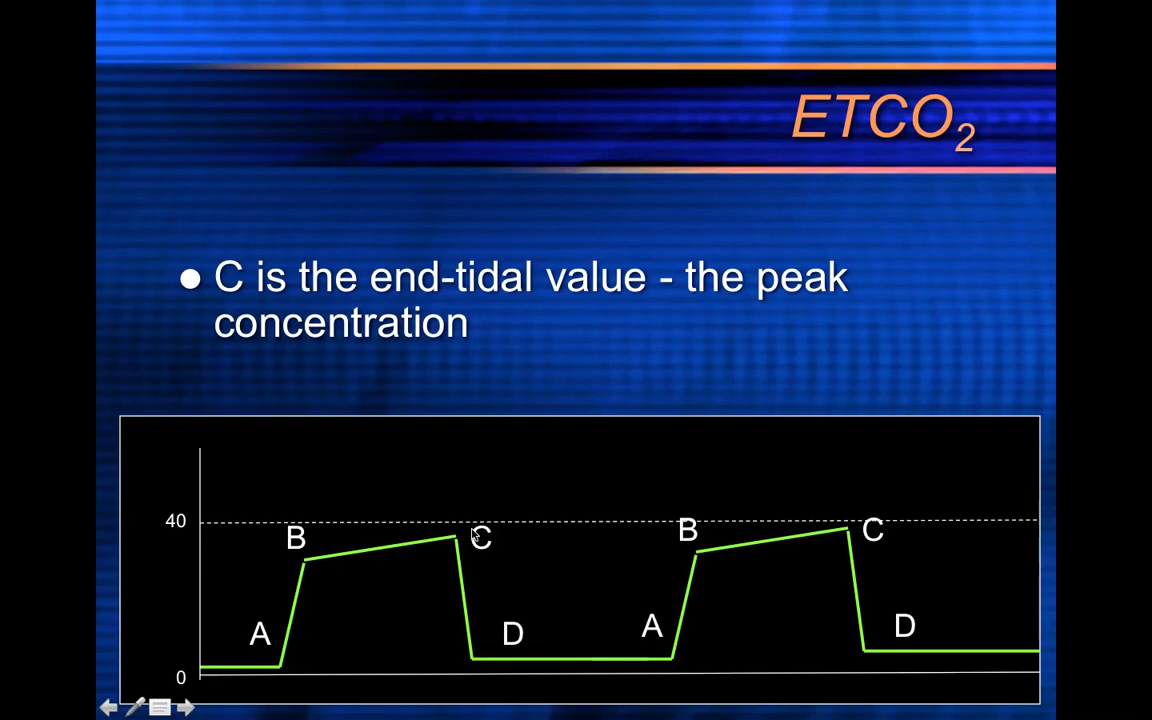 ETCO₂
● C is the end-tidal value - the peak
concentration
40
B
C
B
C
A
D
A
D
0